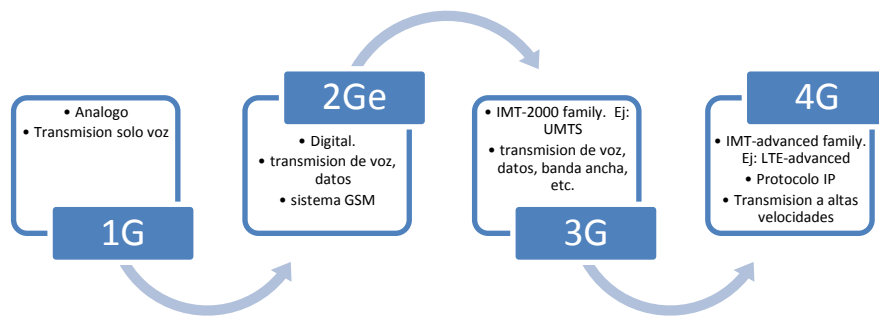 • Analogo
• Transmision solo voz
1G
2Ge
• Digital.
• transmision de voz,
datos
• sistema GSM
• IMT-2000 family. Ej:
UMTS
• transmision de voz,
datos, banda ancha,
etc.
3G
4G
• IMT-advanced family.
Ej: LTE-advanced
• Protocolo IP
• Transmision a altas
velocidades